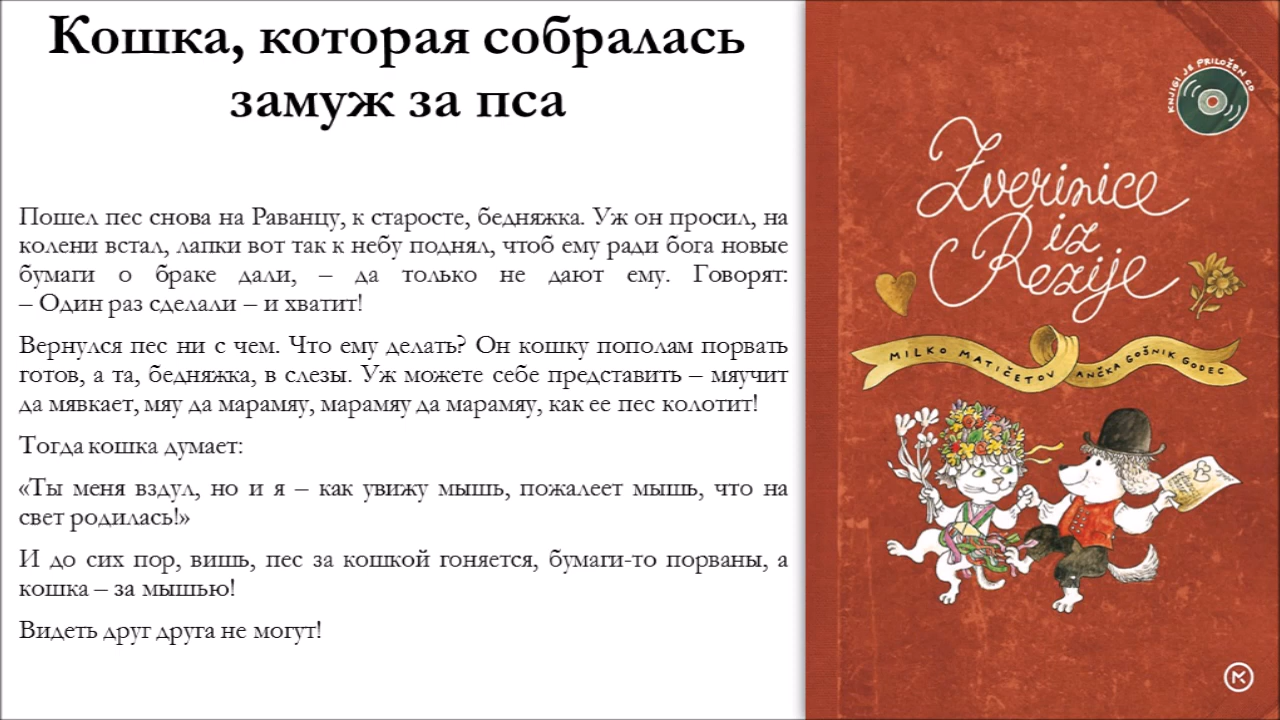 Кошка, которая собралась
замуж за пса
Пошел пес снова на Раванцу, к старосте, бедняжка. Уж он просил, на
колени встал, лапки вот так к небу поднял, чтоб ему ради бога новые
бумаги о браке дали, – да только не дают ему. Говорят:
– Один раз сделали – и хватит!
Вернулся пес ни с чем. Что ему делать? Он кошку пополам порвать
готов, а та, бедняжка, в слезы. Уж можете себе представить – мяучит
да мявкает, мяу да марамяу, марамяу да марамяу, как ее пес колотит!
Тогда кошка думает:
«Ты меня вздул, но и я – как увижу мышь, пожалеет мышь, что на
свет родилась!»
И до сих пор, вишь, пес за кошкой гоняется, бумаги-то порваны, а
кошка – за мышью!
Видеть друг друга не могут!
KNJIGI JE PRILOŽEN CD
Zverinice
iz
Rezije
MILKO MATIČETOV
ANČKA GOŠNIK GODEC